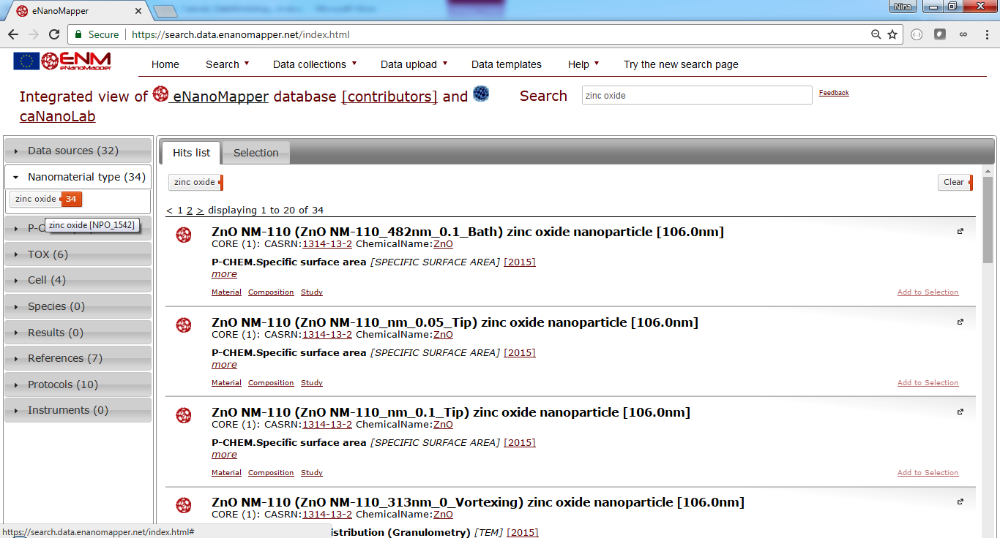 eNanoMapper
Nina
Secure
https://search.data.enanomapper.net/index.html
ENM
eNanoMapper
Home Search Data collections Data upload Data templates Help Try the new search page
Integrated view of eNanoMapper database [contributors] and
caNanoLab
Search
zinc oxide
Feedback
Data sources (32)
Nanomaterial type (34)
zinc oxide 34
zinc oxide [NPO_1542]
TOX (6)
Cell (4)
Species (0)
Results (0)
References (7)
Protocols (10)
Instruments (0)
Hits list Selection
zinc oxide
Clear
< 1 2 > displaying 1 to 20 of 34
ZnO NM-110 (ZnO NM-110_482nm_0.1_Bath) zinc oxide nanoparticle [106.0nm]
CORE (1): CASRN:1314-13-2 ChemicalName:ZnO
P-CHEM.Specific surface area [SPECIFIC SURFACE AREA] [2015]
more
Material Composition Study
Add to Selection
ZnO NM-110 (ZnO NM-110_nm_0.05_Tip) zinc oxide nanoparticle [106.0nm]
CORE (1): CASRN:1314-13-2 ChemicalName:ZnO
P-CHEM.Specific surface area [SPECIFIC SURFACE AREA] [2015]
more
Material Composition Study
Add to Selection
ZnO NM-110 (ZnO NM-110_nm_0.1_Tip) zinc oxide nanoparticle [106.0nm]
CORE (1): CASRN:1314-13-2 ChemicalName:ZnO
P-CHEM.Specific surface area [SPECIFIC SURFACE AREA] [2015]
more
Material Composition Study
Add to Selection
ZnO NM-110 (ZnO NM-110_313nm_0_Vortexing) zinc oxide nanoparticle [106.0nm]
CORE (1): CASRN:1314-13-2 ChemicalName:ZnO
istribution (Granulometry) [TEM] [2015]
https://search.data.enanomapper.net/index.html#